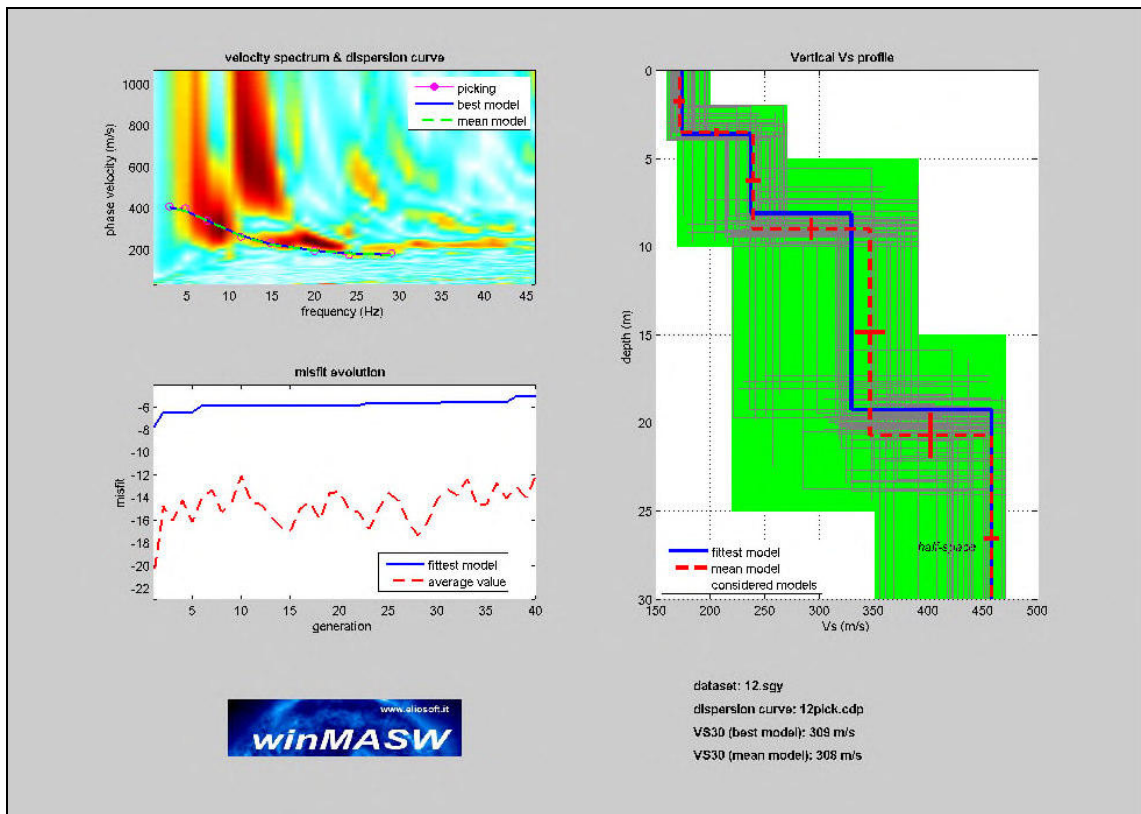 velocity spectrum & dispersion curve
1000
800
600
400
200
phase velocity (m/s)
picking
best model
mean model
5 10 15 20 25 30 35 40 45
frequency (Hz)
misfit evolution
-6
-8
-10
-12
-14
-16
-18
-20
-22
misfit
fittest model
average value
5 10 15 20 25 30 35 40
generation
Vertical Vs profile
0
5
10
15
20
25
30
depth (m)
half-space
fittest model
mean model
considered models
150 200 250 300 350 400 450 500
Vs (m/s)
www.eliosoft.it
winMASW
dataset: 12.sgy
dispersion curve: 12pick.cdp
VS30 (best model): 309 m/s
VS30 (mean model): 308 m/s